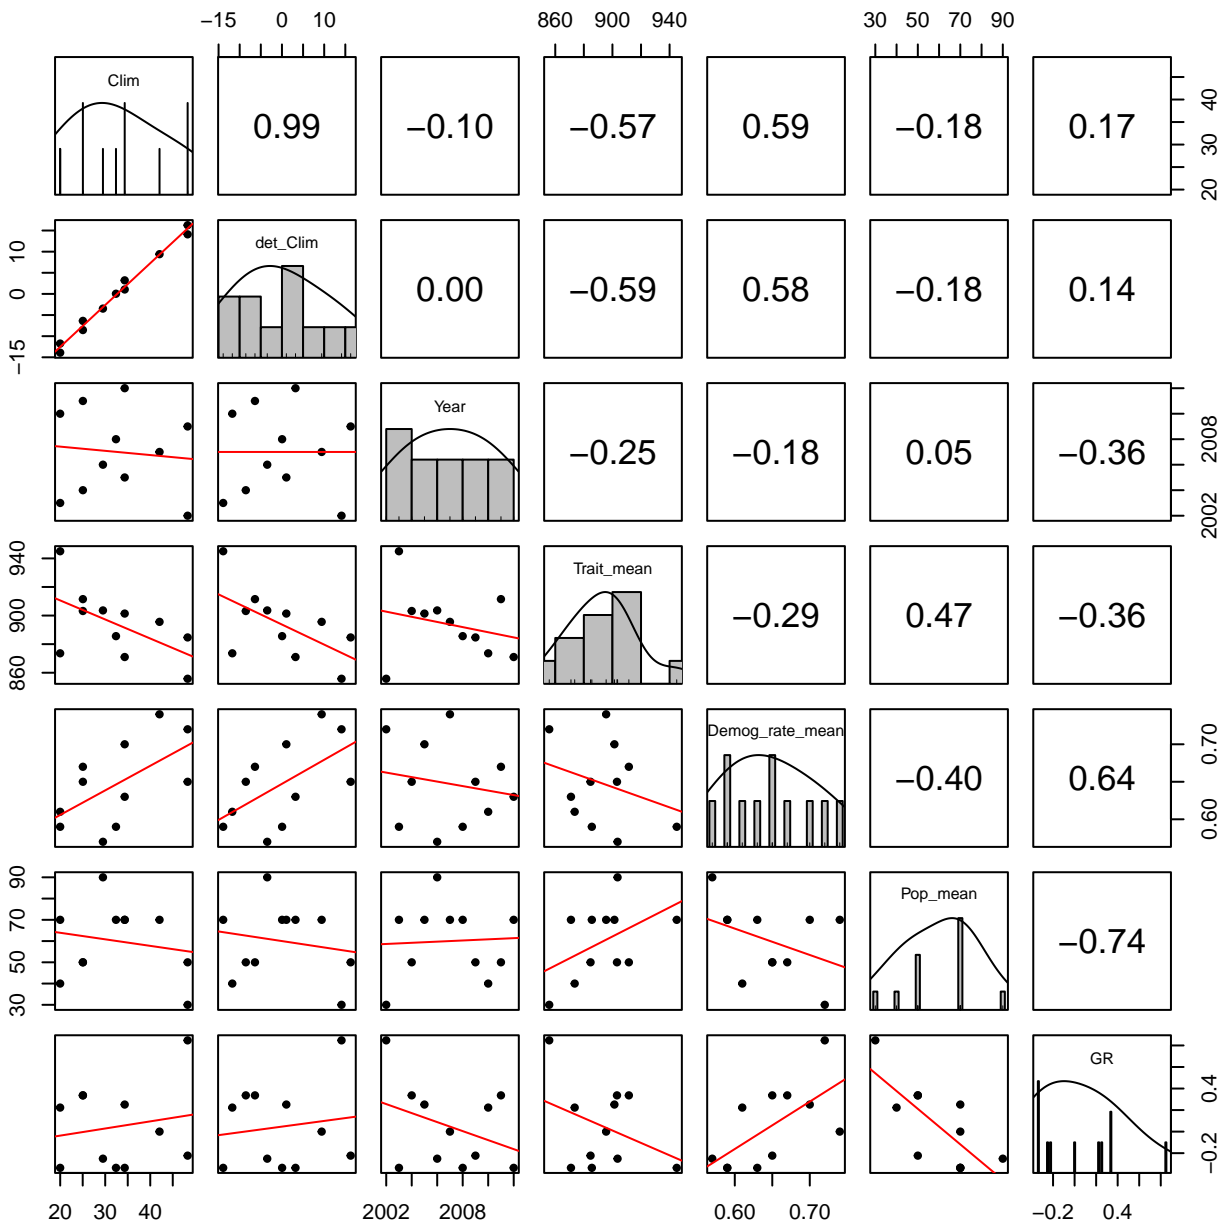 −15 0 10 860 900 940 30 50 70 90
Clim 0.99 −0.10 −0.57 0.59 −0.18 0.17
20 30 40
det_Clim 0.00 −0.59 0.58 −0.18 0.14
−15 0 10
Year −0.25 −0.18 0.05 −0.36
2002 2008
Trait_mean −0.29 0.47 −0.36
860 900 940
Demog_rate_mean −0.40 0.64
0.60 0.70
Pop_mean −0.74
30 50 70 90
GR
−0.2 0.4
20 30 40 2002 2008 0.60 0.70 −0.2 0.4